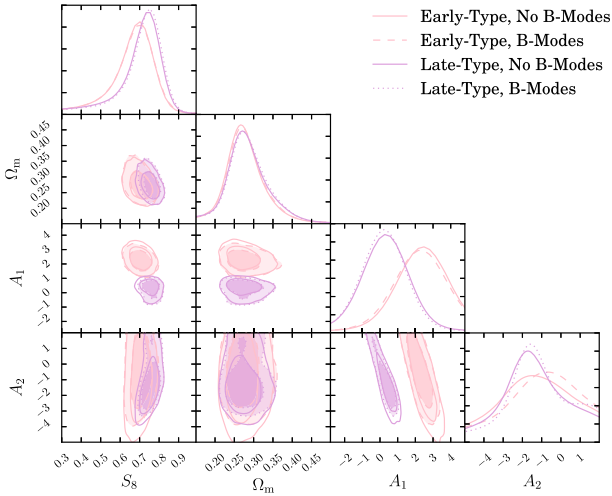 Early-Type, No B-Modes
Early-Type, B-Modes
Late-Type, No B-Modes
Late-Type, B-Modes
0.45
0.40
0.35
0.30
0.25
0.20
Ωm
4
3
2
1
0
−1
−2
A1
1
0
−1
−2
−3
−4
A2
0.3 0.4 0.5 0.6 0.7 0.8 0.9
0.20 0.25 0.30 0.35 0.40 0.45
−2 −1 0 1 2 3 4
−4 −3 −2 −1 0 1
S8
Ωm
A1
A2